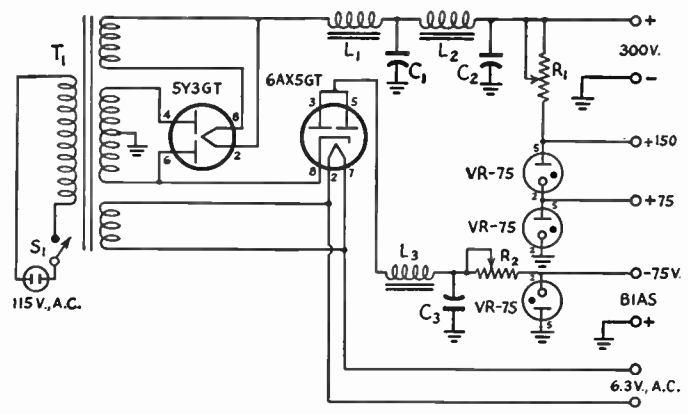 T1
S1
115 V., A.C.
5Y3GT
4
8
6
2
6AX5GT
3
5
8
2
7
L1
C1
L2
C2
R1
+
300V.
-
+150
5
VR-75
2
+75
5
VR-75
2
L3
C3
R2
2
VR-75
5
-75V.
BIAS
+
6.3V., A.C.